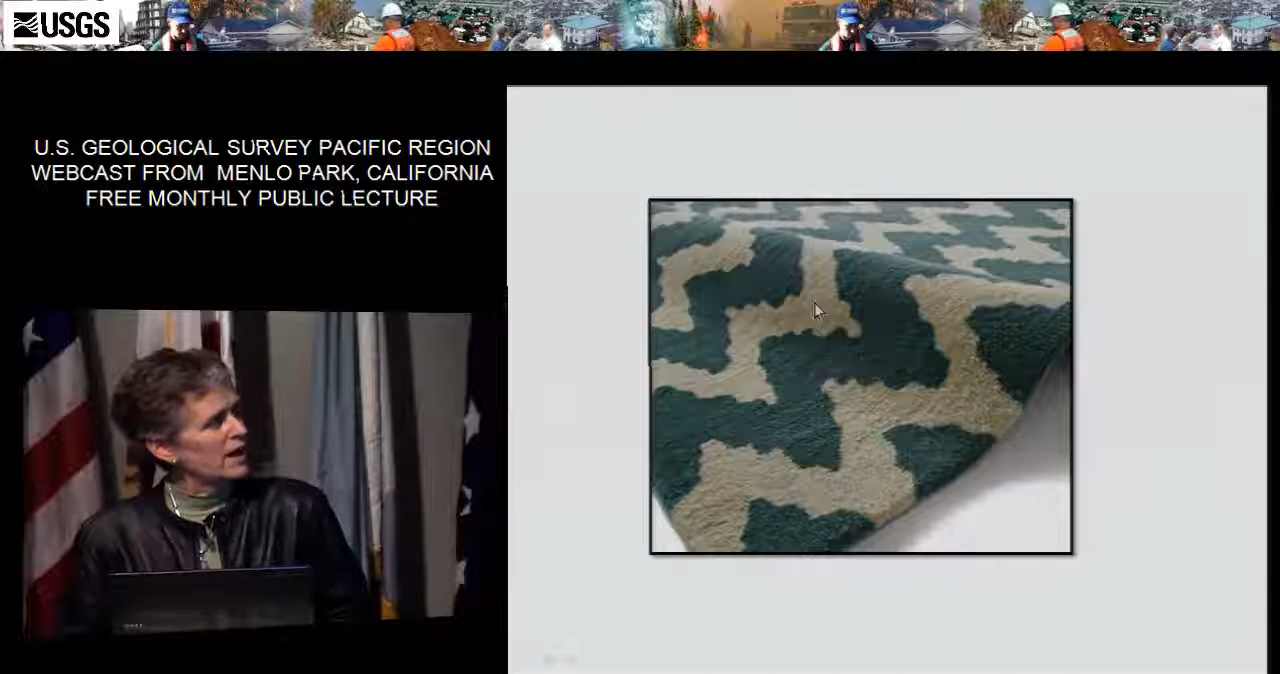 USGS
U.S. GEOLOGICAL SURVEY PACIFIC REGION
WEBCAST FROM MENLO PARK, CALIFORNIA
FREE MONTHLY PUBLIC LECTURE